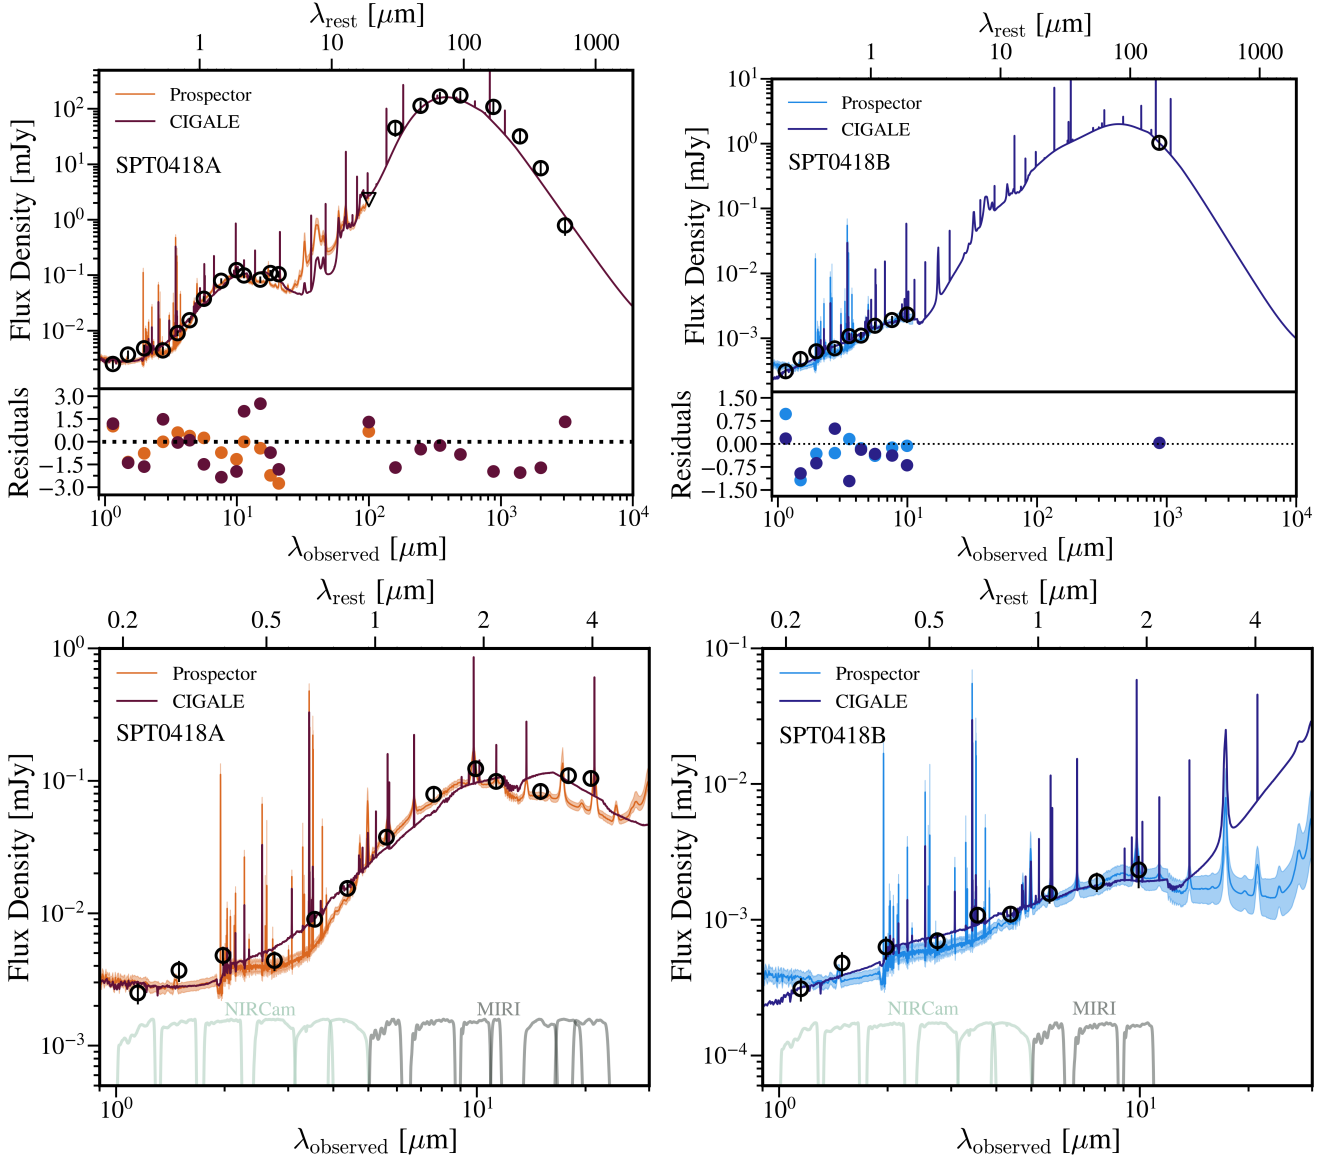 λrest [μm]
1 10 100 1000
Prospector
CIGALE
SPT0418A
Flux Density [mJy]
10² 10¹ 10⁰ 10⁻¹ 10⁻²
Residuals
3.0 1.5 0.0 −1.5 −3.0
10⁰ 10¹ 10² 10³ 10⁴
λobserved [μm]
λrest [μm]
1 10 100 1000
Prospector
CIGALE
SPT0418B
Flux Density [mJy]
10¹ 10⁰ 10⁻¹ 10⁻² 10⁻³
Residuals
1.50 0.75 0.00 −0.75 −1.50
10⁰ 10¹ 10² 10³ 10⁴
λobserved [μm]
λrest [μm]
0.2 0.5 1 2 4
Prospector
CIGALE
SPT0418A
Flux Density [mJy]
10⁰ 10⁻¹ 10⁻² 10⁻³
NIRCam MIRI
10⁰ 10¹
λobserved [μm]
λrest [μm]
0.2 0.5 1 2 4
Prospector
CIGALE
SPT0418B
Flux Density [mJy]
10⁻¹ 10⁻² 10⁻³ 10⁻⁴
NIRCam MIRI
10⁰ 10¹
λobserved [μm]